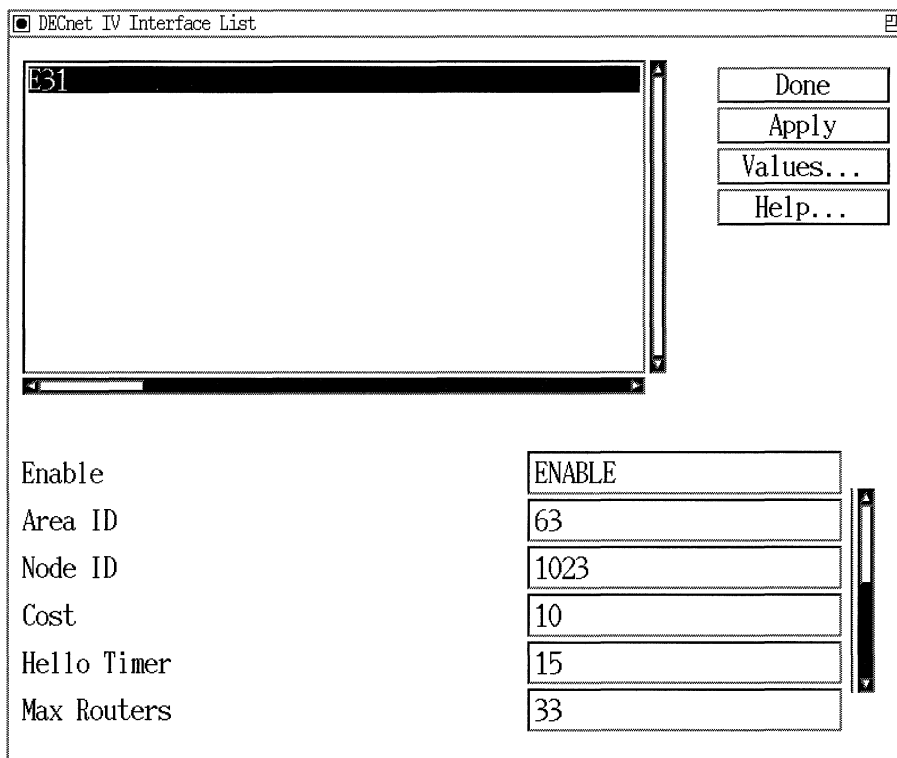 DECnet IV Interface List
E31
Done
Apply
Values...
Help...
Enable ENABLE
Area ID 63
Node ID 1023
Cost 10
Hello Timer 15
Max Routers 33